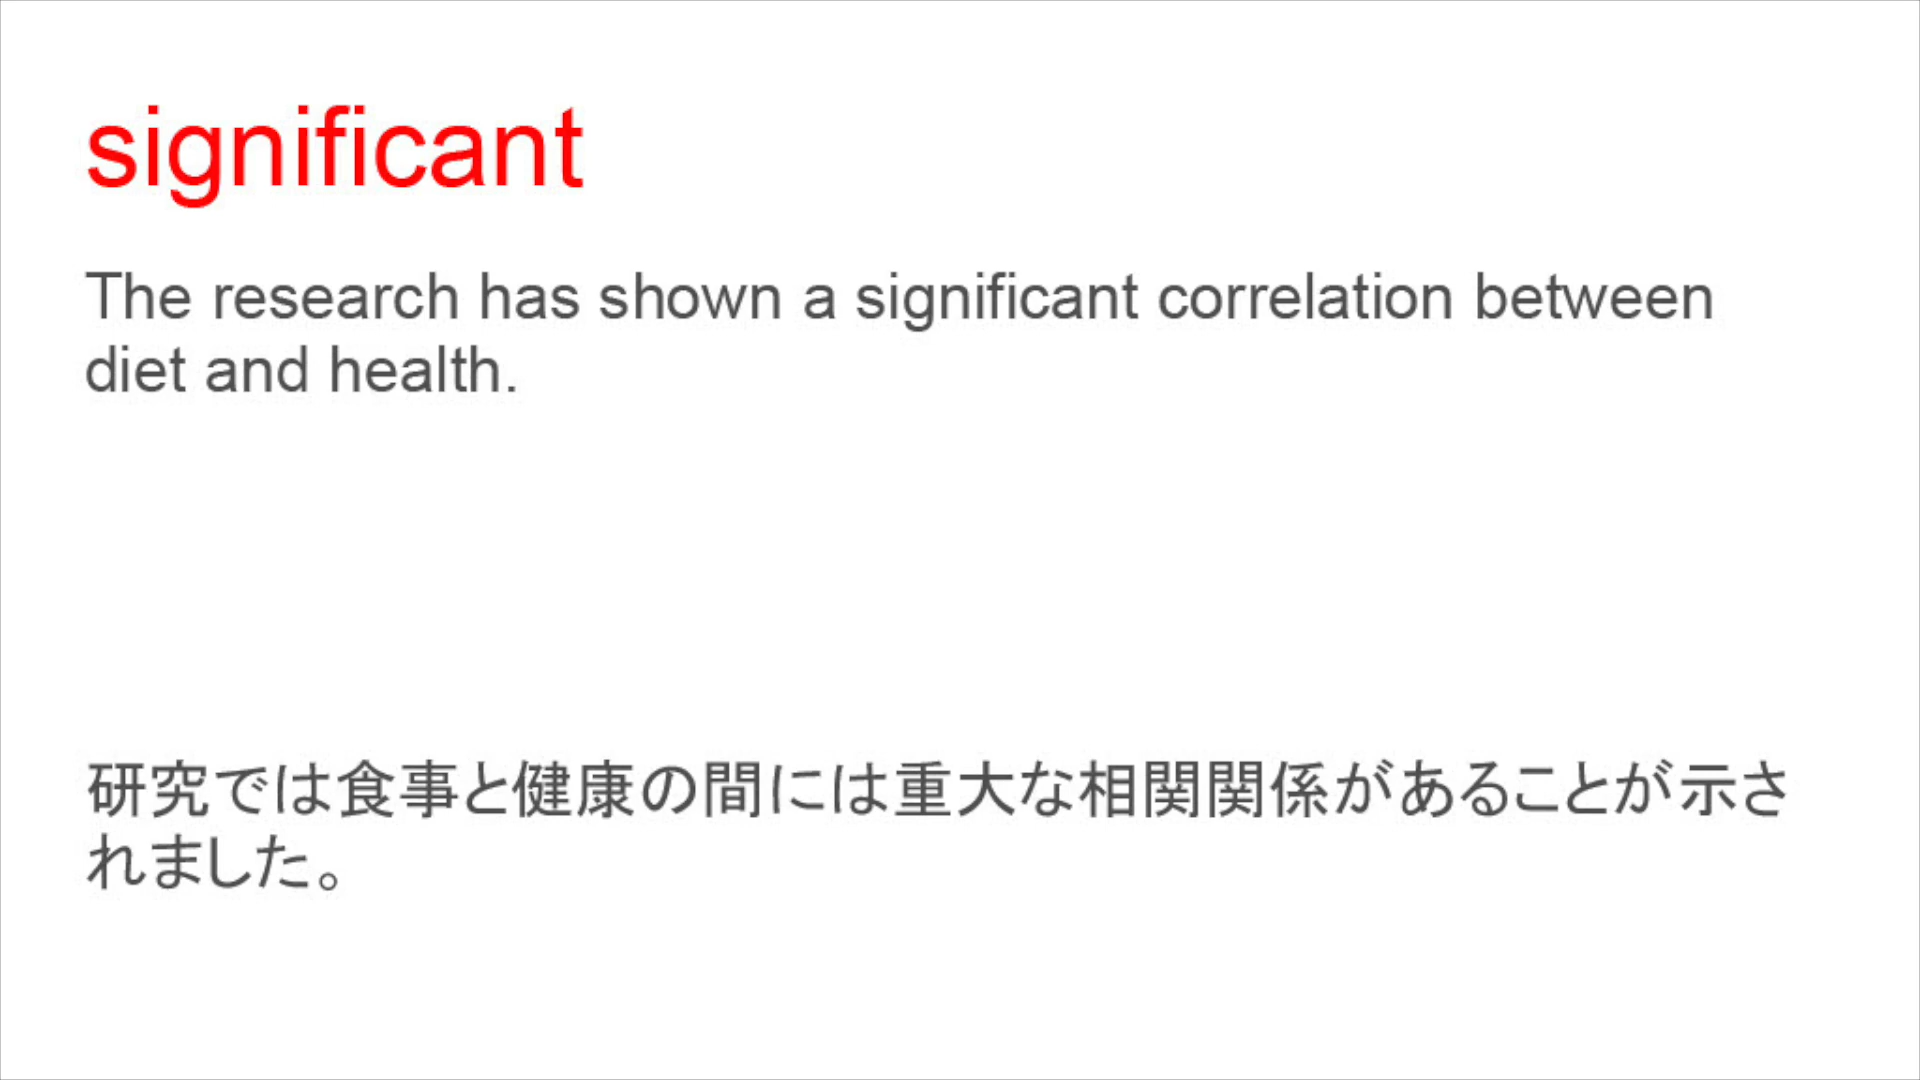 significant
The research has shown a significant correlation between
diet and health.
研究では食事と健康の間には重大な相関関係があることが示さ
れました。